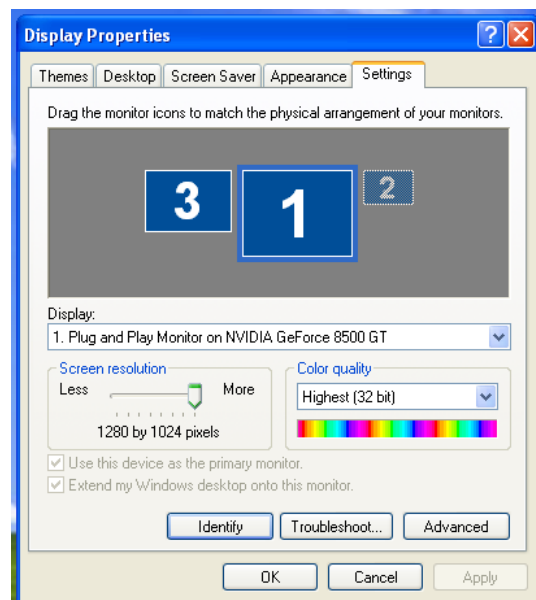 Display Properties
Themes Desktop Screen Saver Appearance Settings
Drag the monitor icons to match the physical arrangement of your monitors.
3 1 2
Display:
1. Plug and Play Monitor on NVIDIA GeForce 8500 GT
Screen resolution
Less More
1280 by 1024 pixels
Color quality
Highest (32 bit)
Use this device as the primary monitor.
Extend my Windows desktop onto this monitor.
Identify Troubleshoot... Advanced
OK Cancel Apply